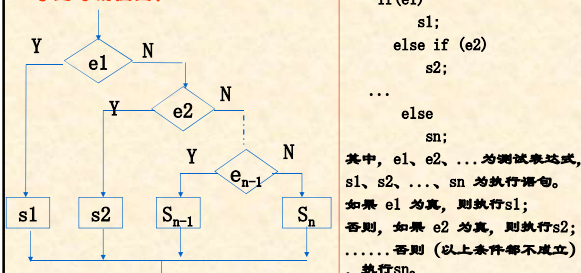 Y
N
e1
Y
N
e2
Y
N
en-1
s1
s2
Sn-1
Sn
if(e1)
s1;
else if (e2)
s2;
...
else
sn;
其中, e1、e2、...为测试表达式,
s1、s2、...、sn 为执行语句。
如果 e1 为真, 则执行s1;
否则, 如果 e2 为真, 则执行s2;
......否则 (以上条件都不成立)
, 执行sn。